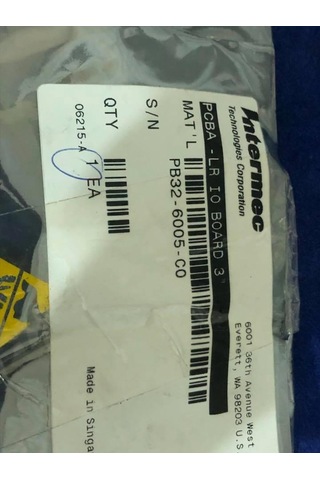 Intermec
Technologies Corporation
6001 36th Avenue West
Everett, WA 98203 U.S
PCBA -LR IO BOARD 3"
MAT'L
PB32-6005-C0
S/N
QTY
1 EA
06215-A
Made in Singa